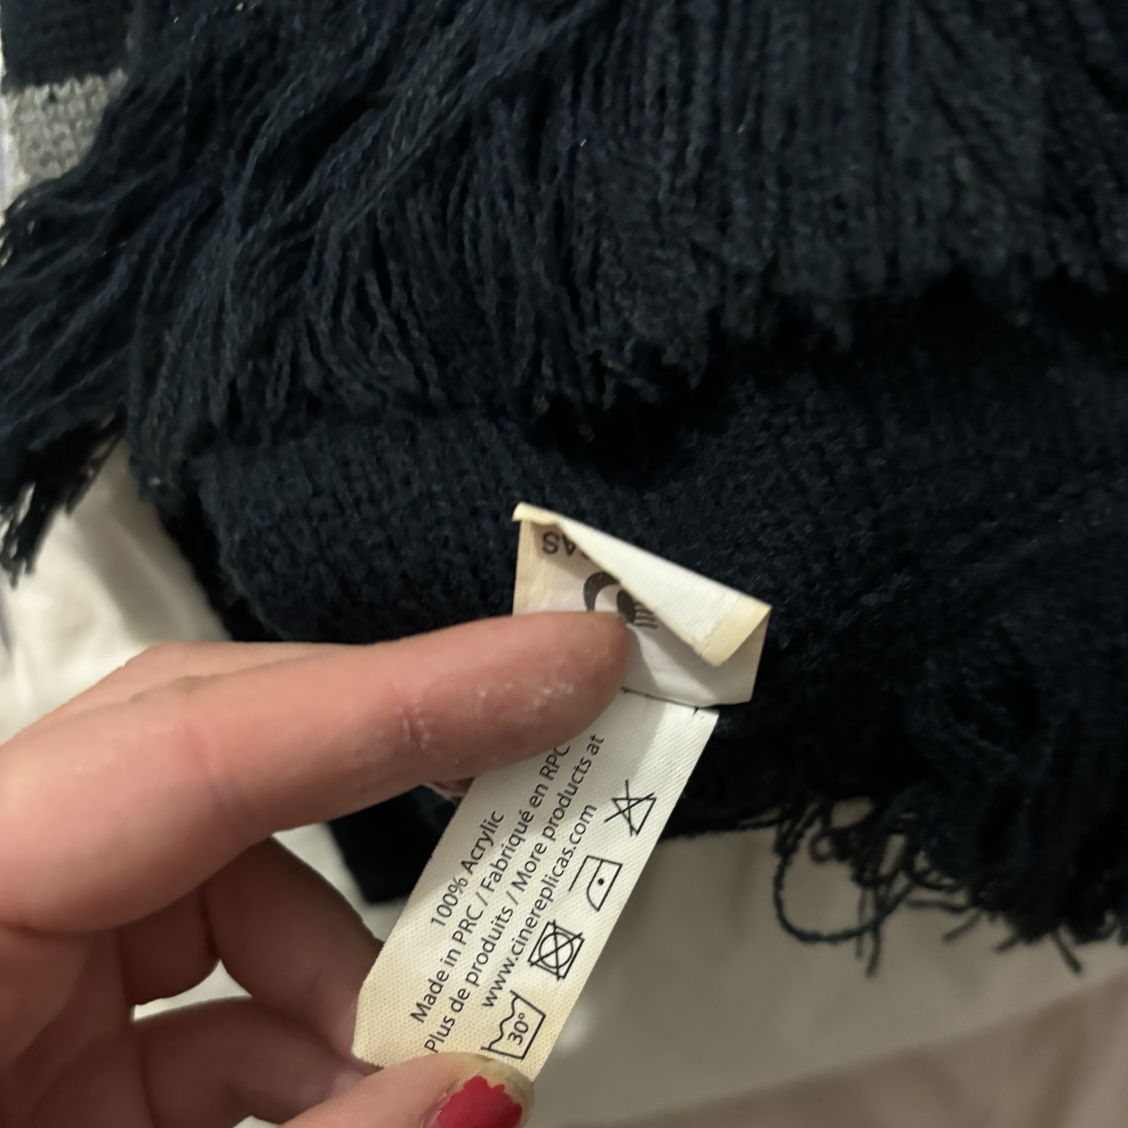 100% Acrylic
Made in PRC / Fabriqué en RPC
Plus de produits / More products at
www.cinereplicas.com
30°